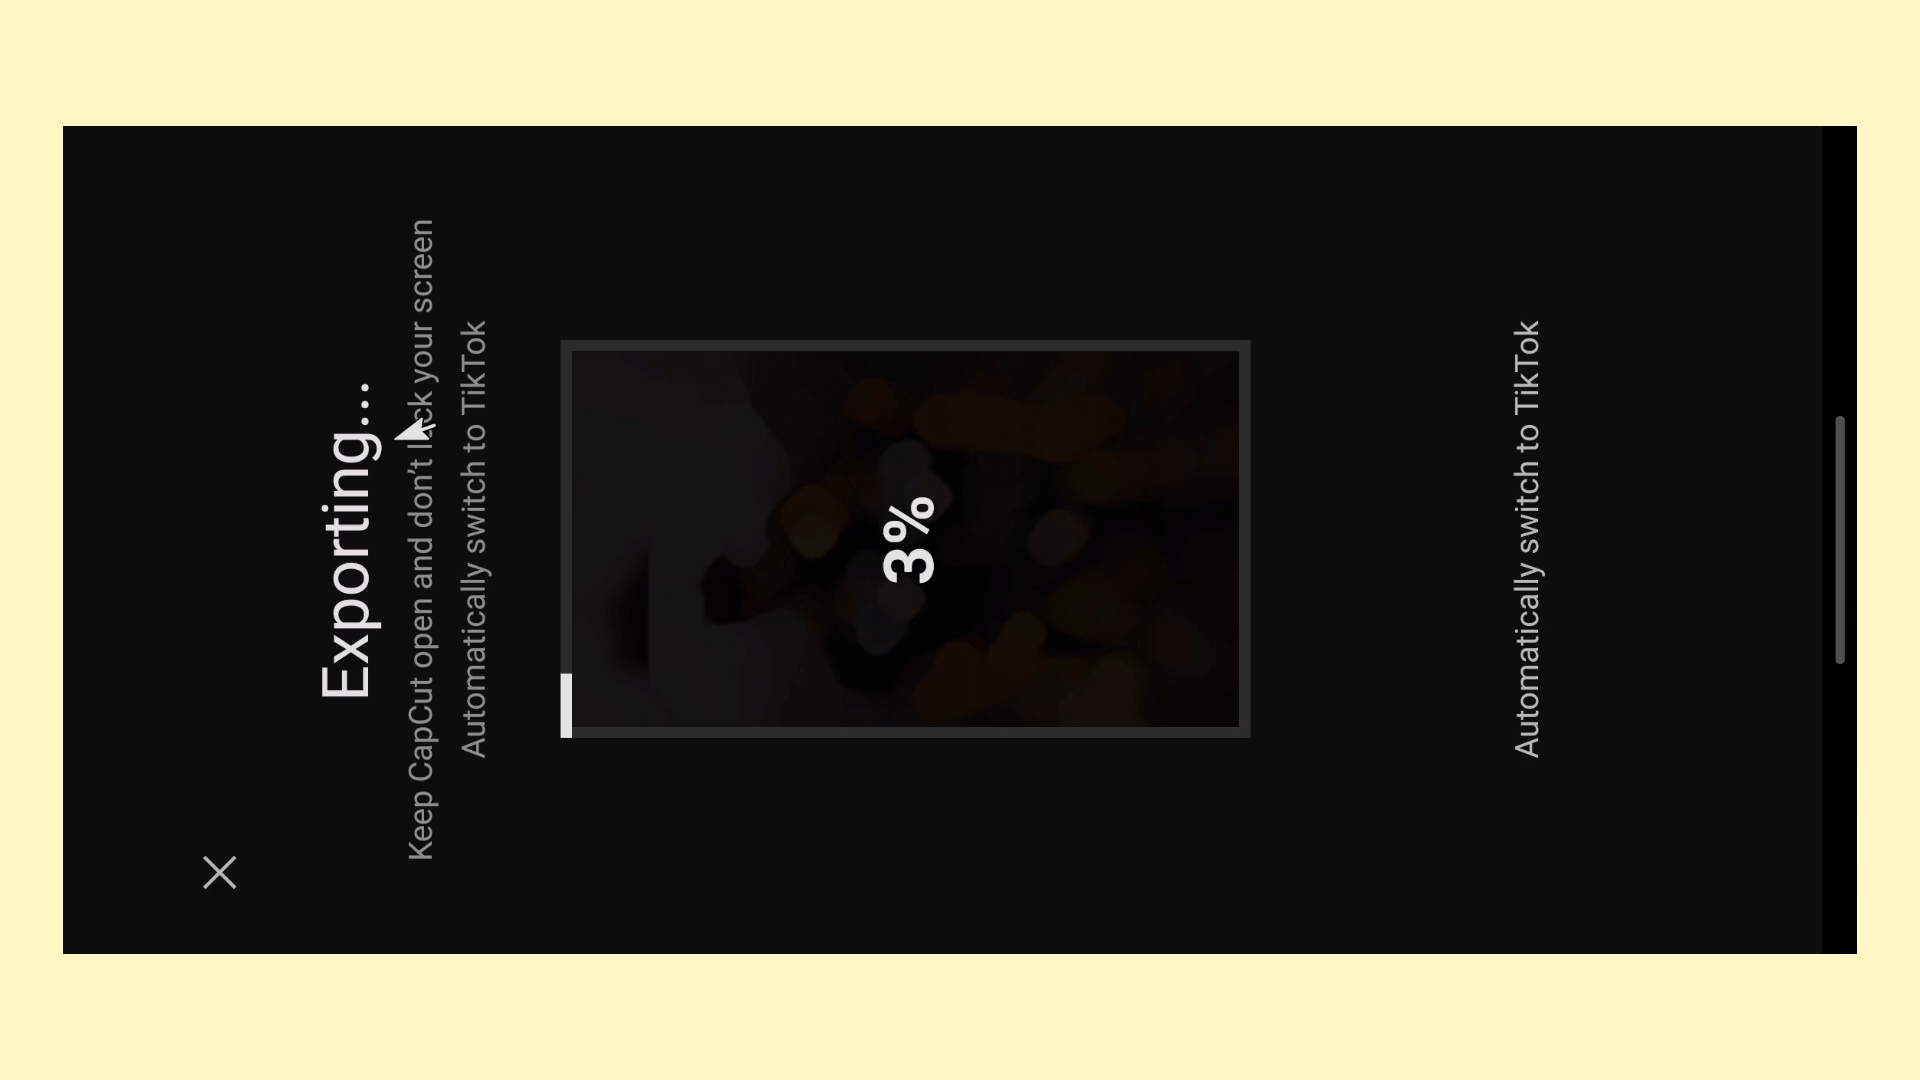 Exporting...
Keep CapCut open and don't lock your screen
Automatically switch to TikTok
3%
Automatically switch to TikTok